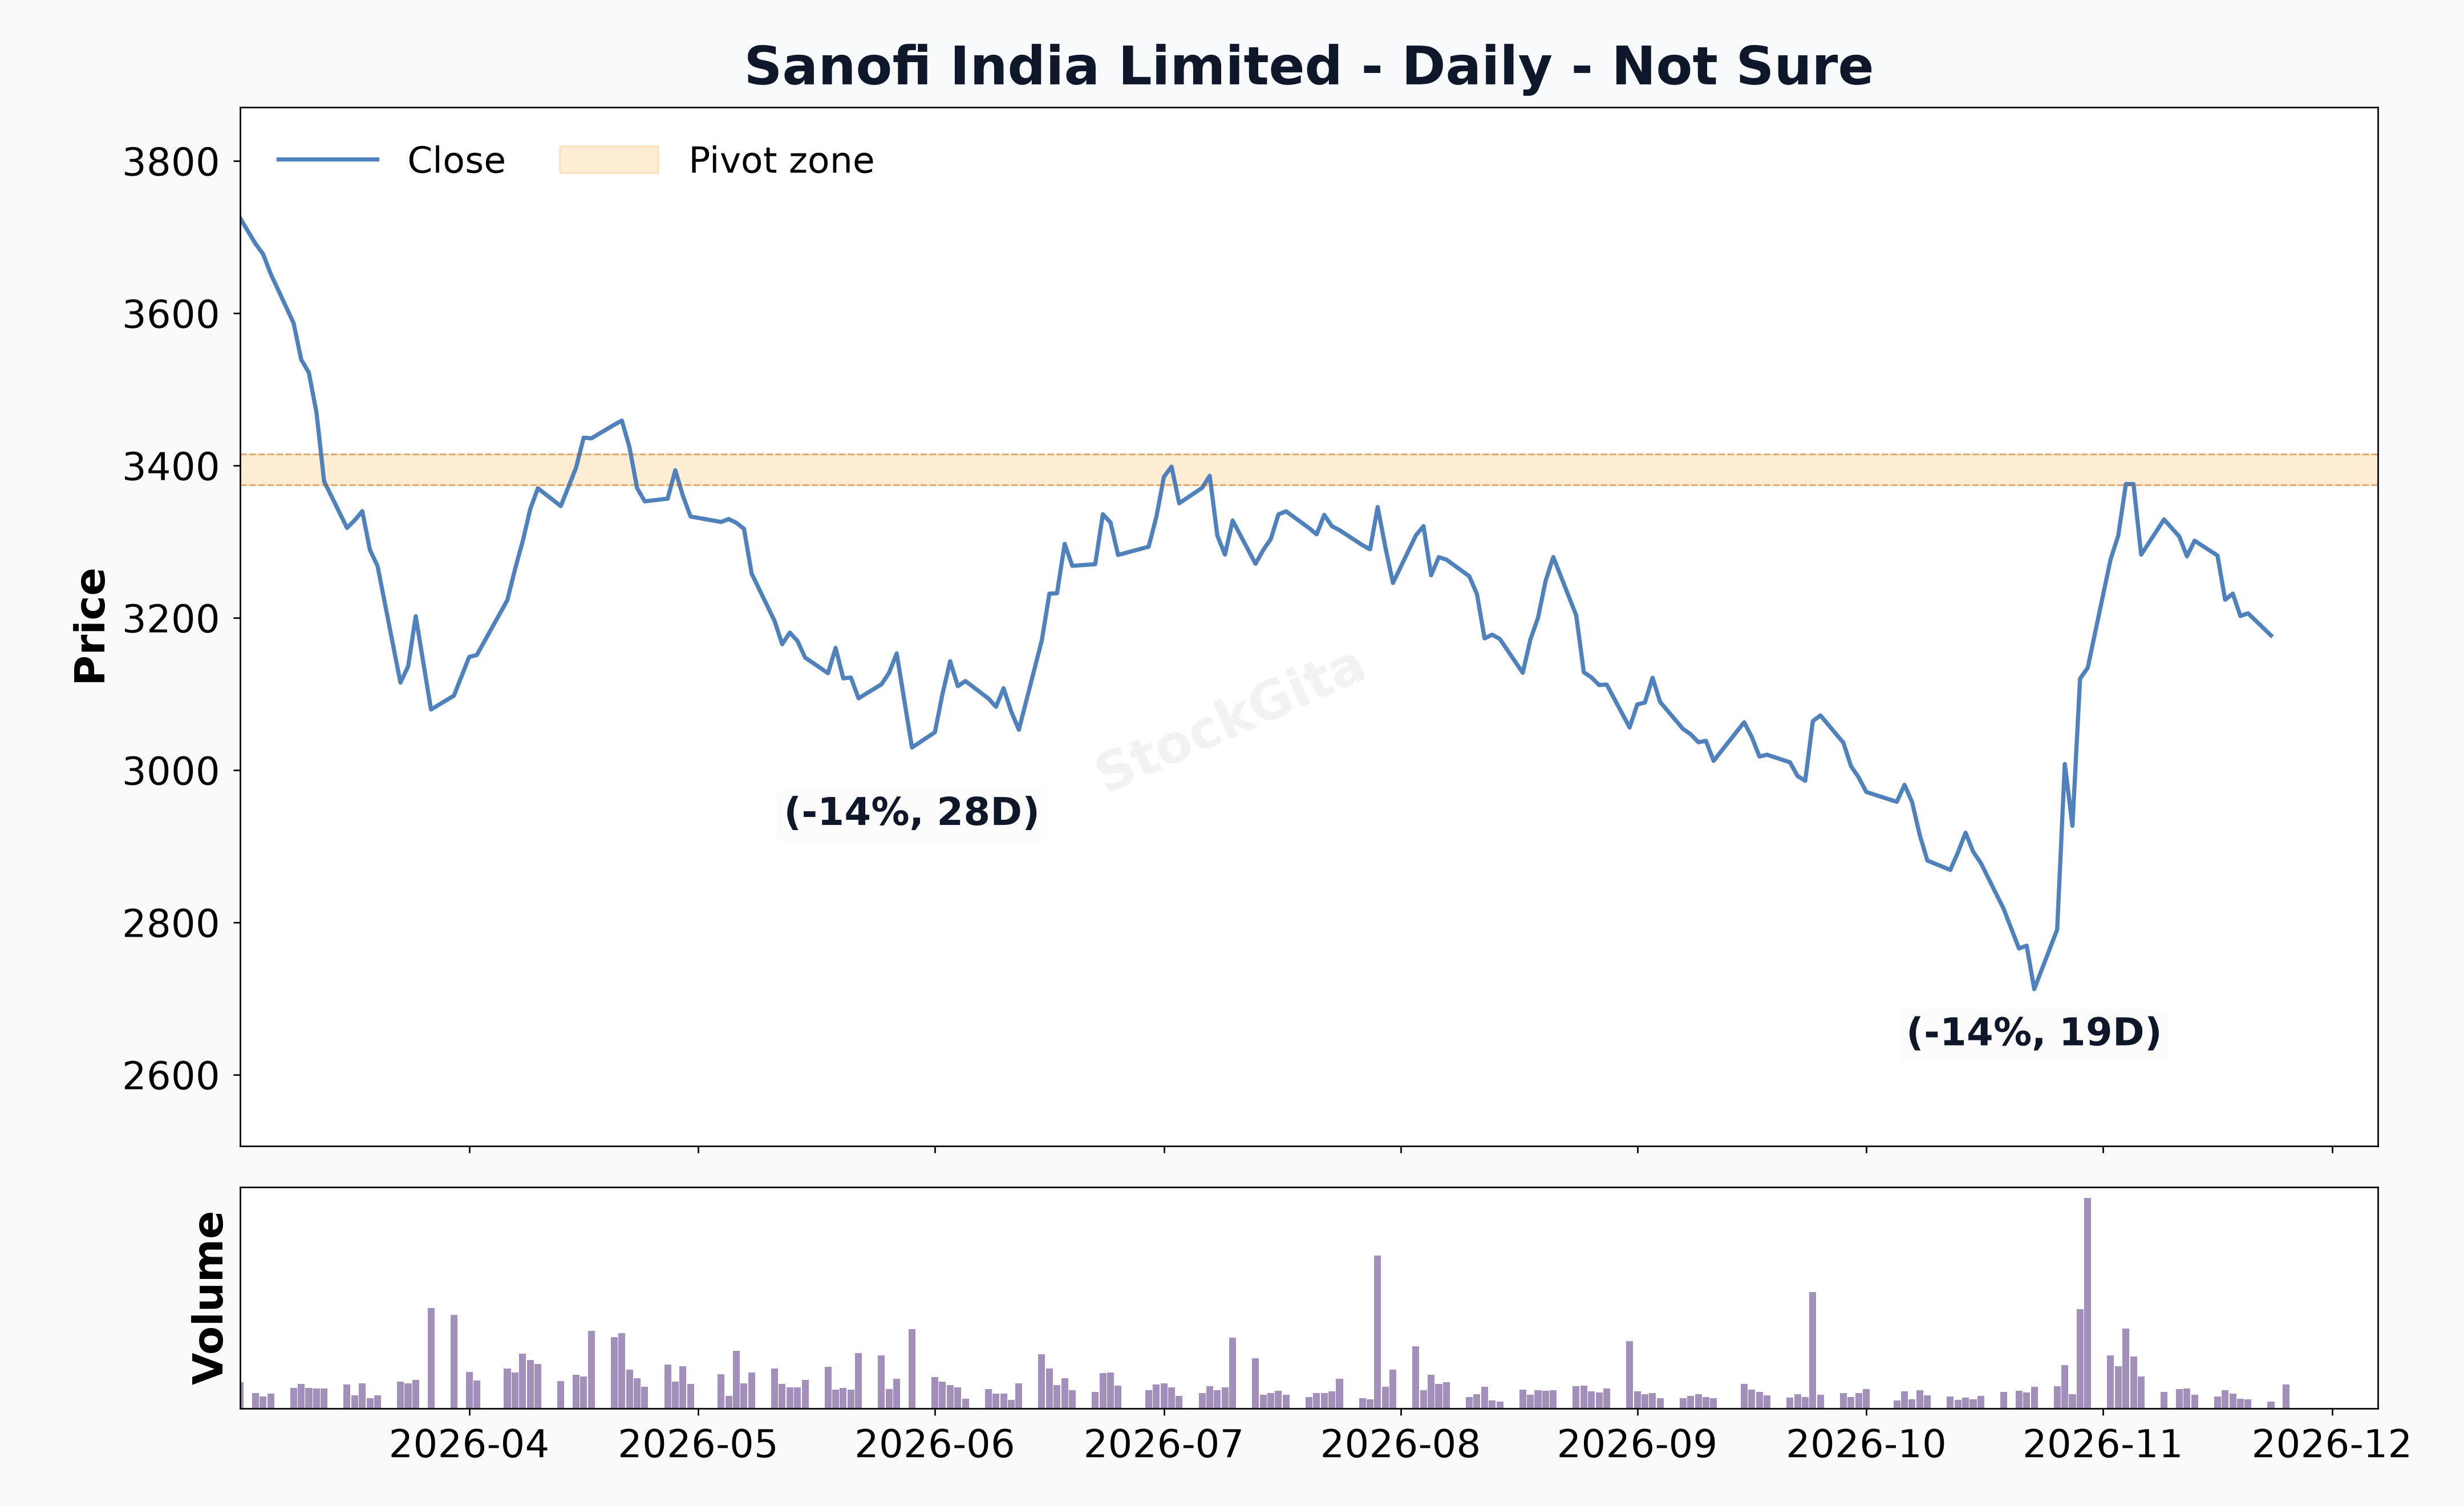 Sanofi India Limited - Daily - Not Sure
Close
Pivot zone
3800
3600
3400
3200
3000
2800
2600
Price
StockGita
(-14%, 28D)
(-14%, 19D)
Volume
2026-04
2026-05
2026-06
2026-07
2026-08
2026-09
2026-10
2026-11
2026-12